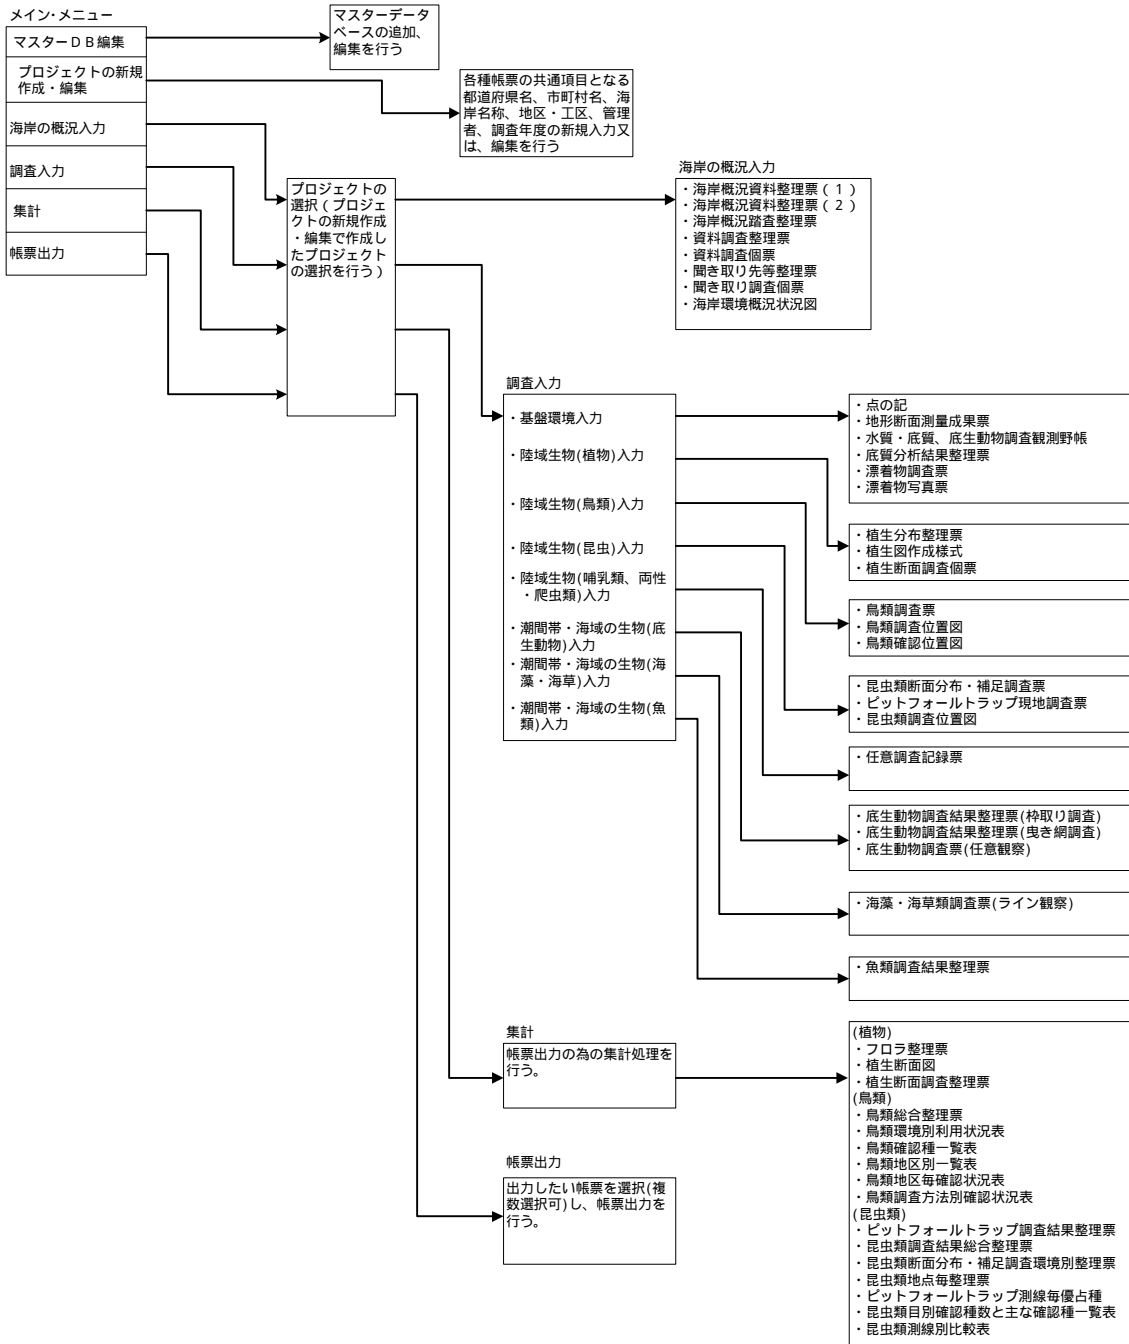 メイン・メニュー
マスターＤＢ編集
プロジェクトの新規
作成・編集
海岸の概況入力
調査入力
集計
帳票出力
マスターデータ
ベースの追加、
編集を行う
各種帳票の共通項目となる
都道府県名、市町村名、海
岸名称、地区・工区、管理
者、調査年度の新規入力又
は、編集を行う
プロジェクトの
選択（プロジェ
クトの新規作成
・編集で作成し
たプロジェクト
の選択を行う）
海岸の概況入力
・海岸概況資料整理票（１）
・海岸概況資料整理票（２）
・海岸概況踏査整理票
・資料調査整理票
・資料調査個票
・聞き取り先等整理票
・聞き取り調査個票
・海岸環境概況状況図
調査入力
・基盤環境入力
・陸域生物(植物)入力
・陸域生物(鳥類)入力
・陸域生物(昆虫)入力
・陸域生物(哺乳類、両性
・爬虫類)入力
・潮間帯・海域の生物(底
生動物)入力
・潮間帯・海域の生物(海
藻・海草)入力
・潮間帯・海域の生物(魚
類)入力
・点の記
・地形断面測量成果票
・水質・底質、底生動物調査観測野帳
・底質分析結果整理票
・漂着物調査票
・漂着物写真票
・植生分布整理票
・植生図作成様式
・植生断面調査個票
・鳥類調査票
・鳥類調査位置図
・鳥類確認位置図
・昆虫類断面分布・補足調査票
・ピットフォールトラップ現地調査票
・昆虫類調査位置図
・任意調査記録票
・底生動物調査結果整理票(枠取り調査)
・底生動物調査結果整理票(曳き網調査)
・底生動物調査票(任意観察)
・海藻・海草類調査票(ライン観察)
・魚類調査結果整理票
集計
帳票出力の為の集計処理を
行う。
帳票出力
出力したい帳票を選択(複
数選択可)し、帳票出力を
行う。
(植物)
・フロラ整理票
・植生断面図
・植生断面調査整理票
(鳥類)
・鳥類総合整理票
・鳥類環境別利用状況表
・鳥類確認種一覧表
・鳥類地区別一覧表
・鳥類地区毎確認状況表
・鳥類調査方法別確認状況表
(昆虫類)
・ピットフォールトラップ調査結果整理票
・昆虫類調査結果総合整理票
・昆虫類断面分布・補足調査環境別整理票
・昆虫類地点毎整理票
・ピットフォールトラップ測線毎優占種
・昆虫類目別確認種数と主な確認種一覧表
・昆虫類測線別比較表